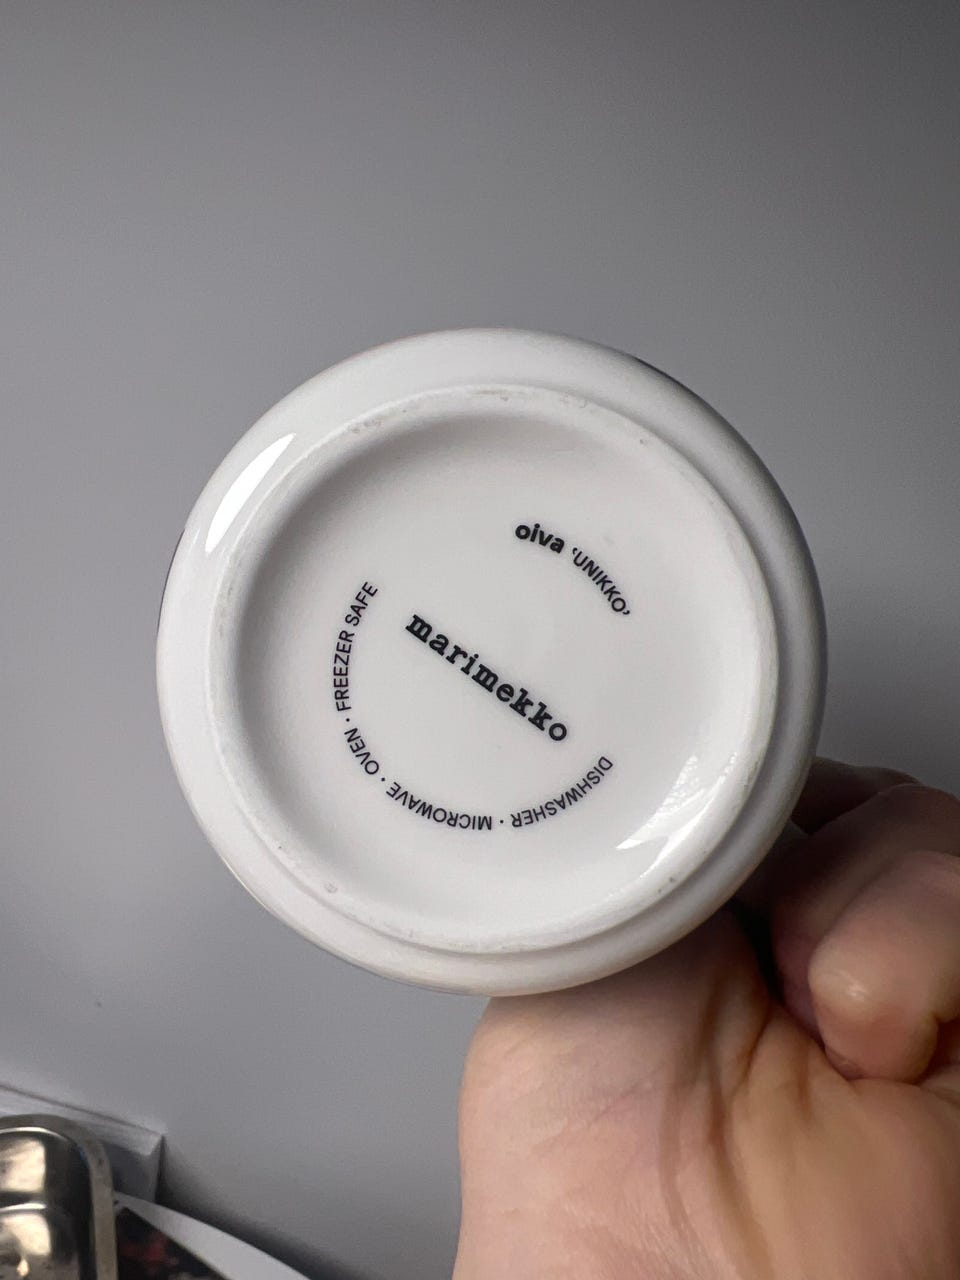 oiva 'UNIKKO'
marimekko
DISHWASHER · MICROWAVE · OVEN · FREEZER SAFE